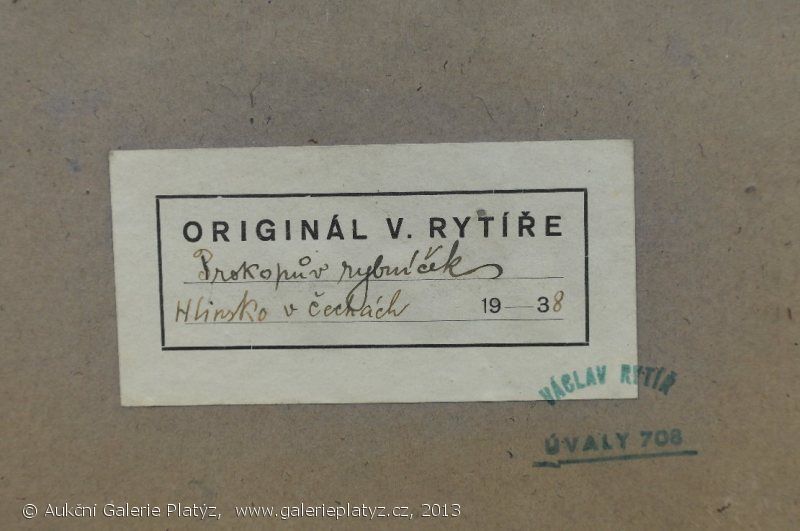 ORIGINÁL V. RYTÍŘE
Prokopův rybníček
Hlinsko v Čechách 19—38
VÁCLAV RYTÍŘ
ÚVALY 708
© Aukční Galerie Platýz, www.galerieplatyz.cz, 2013